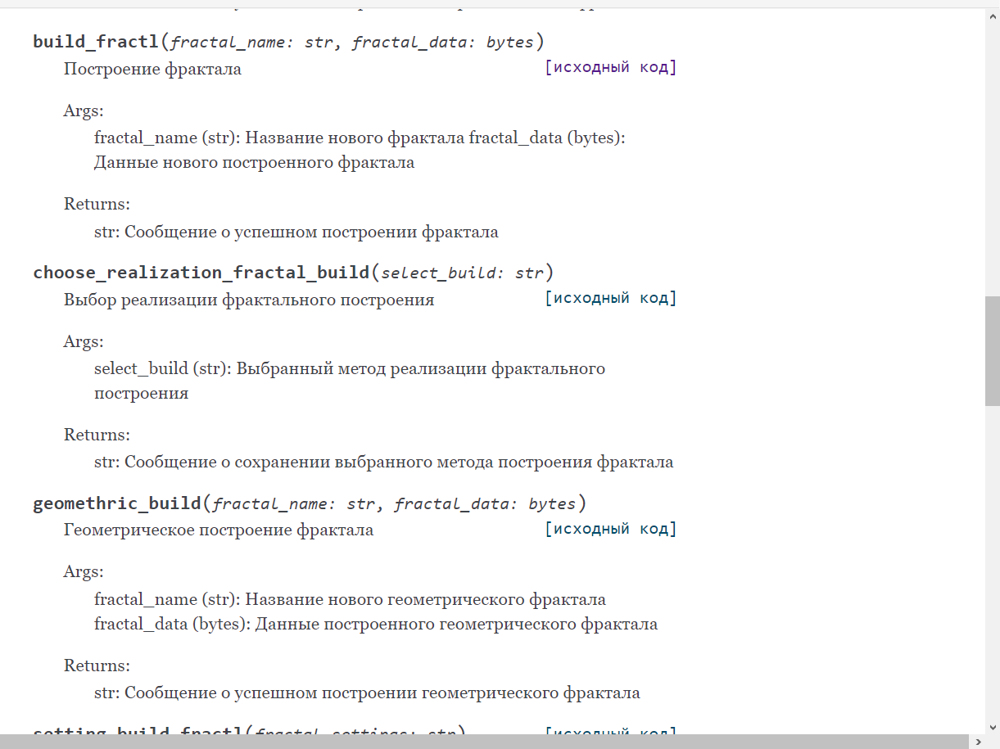 build_fractl(fractal_name: str, fractal_data: bytes)
Построение фрактала [исходный код]
Args:
fractal_name (str): Название нового фрактала fractal_data (bytes):
Данные нового построенного фрактала
Returns:
str: Сообщение о успешном построении фрактала
choose_realization_fractal_build(select_build: str)
Выбор реализации фрактального построения [исходный код]
Args:
select_build (str): Выбранный метод реализации фрактального
построения
Returns:
str: Сообщение о сохранении выбранного метода построения фрактала
geomethric_build(fractal_name: str, fractal_data: bytes)
Геометрическое построение фрактала [исходный код]
Args:
fractal_name (str): Название нового геометрического фрактала
fractal_data (bytes): Данные построенного геометрического фрактала
Returns:
str: Сообщение о успешном построении геометрического фрактала
setting_build_fractl(fractal_settings: str) [исходный код]